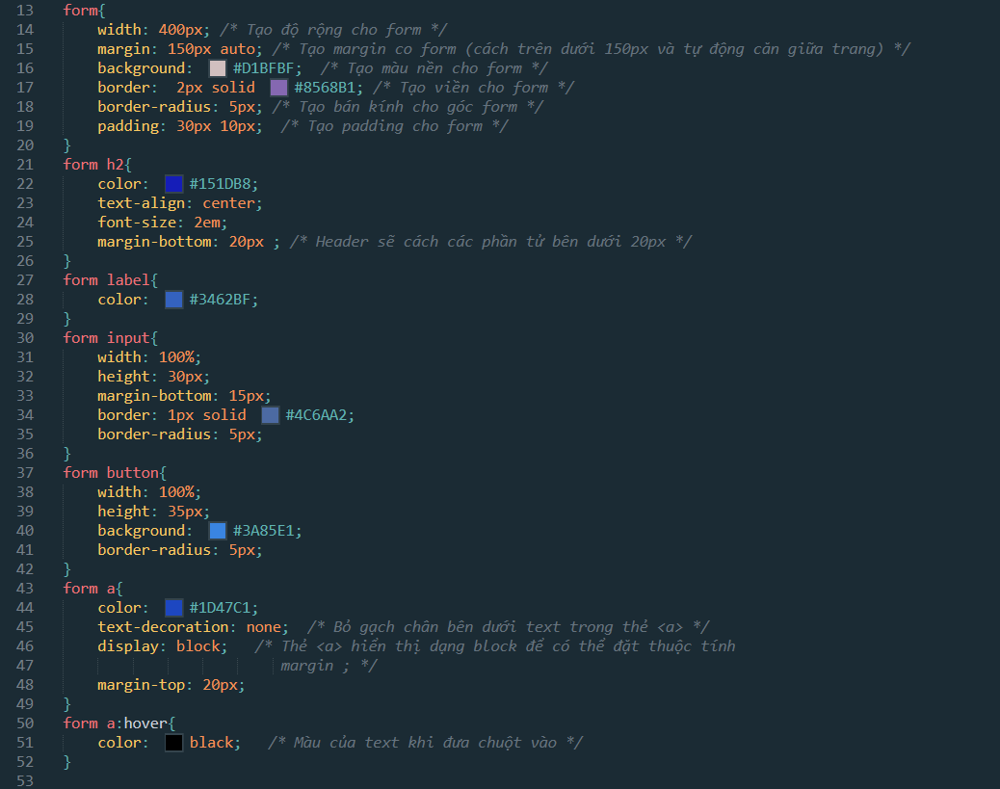 13 form{
14 width: 400px; /* Tạo độ rộng cho form */
15 margin: 150px auto; /* Tạo margin co form (cách trên dưới 150px và tự động căn giữa trang) */
16 background: #D1BFBF; /* Tạo màu nền cho form */
17 border: 2px solid #8568B1; /* Tạo viền cho form */
18 border-radius: 5px; /* Tạo bán kính cho góc form */
19 padding: 30px 10px; /* Tạo padding cho form */
20 }
21 form h2{
22 color: #151DB8;
23 text-align: center;
24 font-size: 2em;
25 margin-bottom: 20px ; /* Header sẽ cách các phần tử bên dưới 20px */
26 }
27 form label{
28 color: #3462BF;
29 }
30 form input{
31 width: 100%;
32 height: 30px;
33 margin-bottom: 15px;
34 border: 1px solid #4C6AA2;
35 border-radius: 5px;
36 }
37 form button{
38 width: 100%;
39 height: 35px;
40 background: #3A85E1;
41 border-radius: 5px;
42 }
43 form a{
44 color: #1D47C1;
45 text-decoration: none; /* Bỏ gạch chân bên dưới text trong thẻ <a> */
46 display: block; /* Thẻ <a> hiển thị dạng block để có thể đặt thuộc tính
47 margin ; */
48 margin-top: 20px;
49 }
50 form a:hover{
51 color: black; /* Màu của text khi đưa chuột vào */
52 }
53